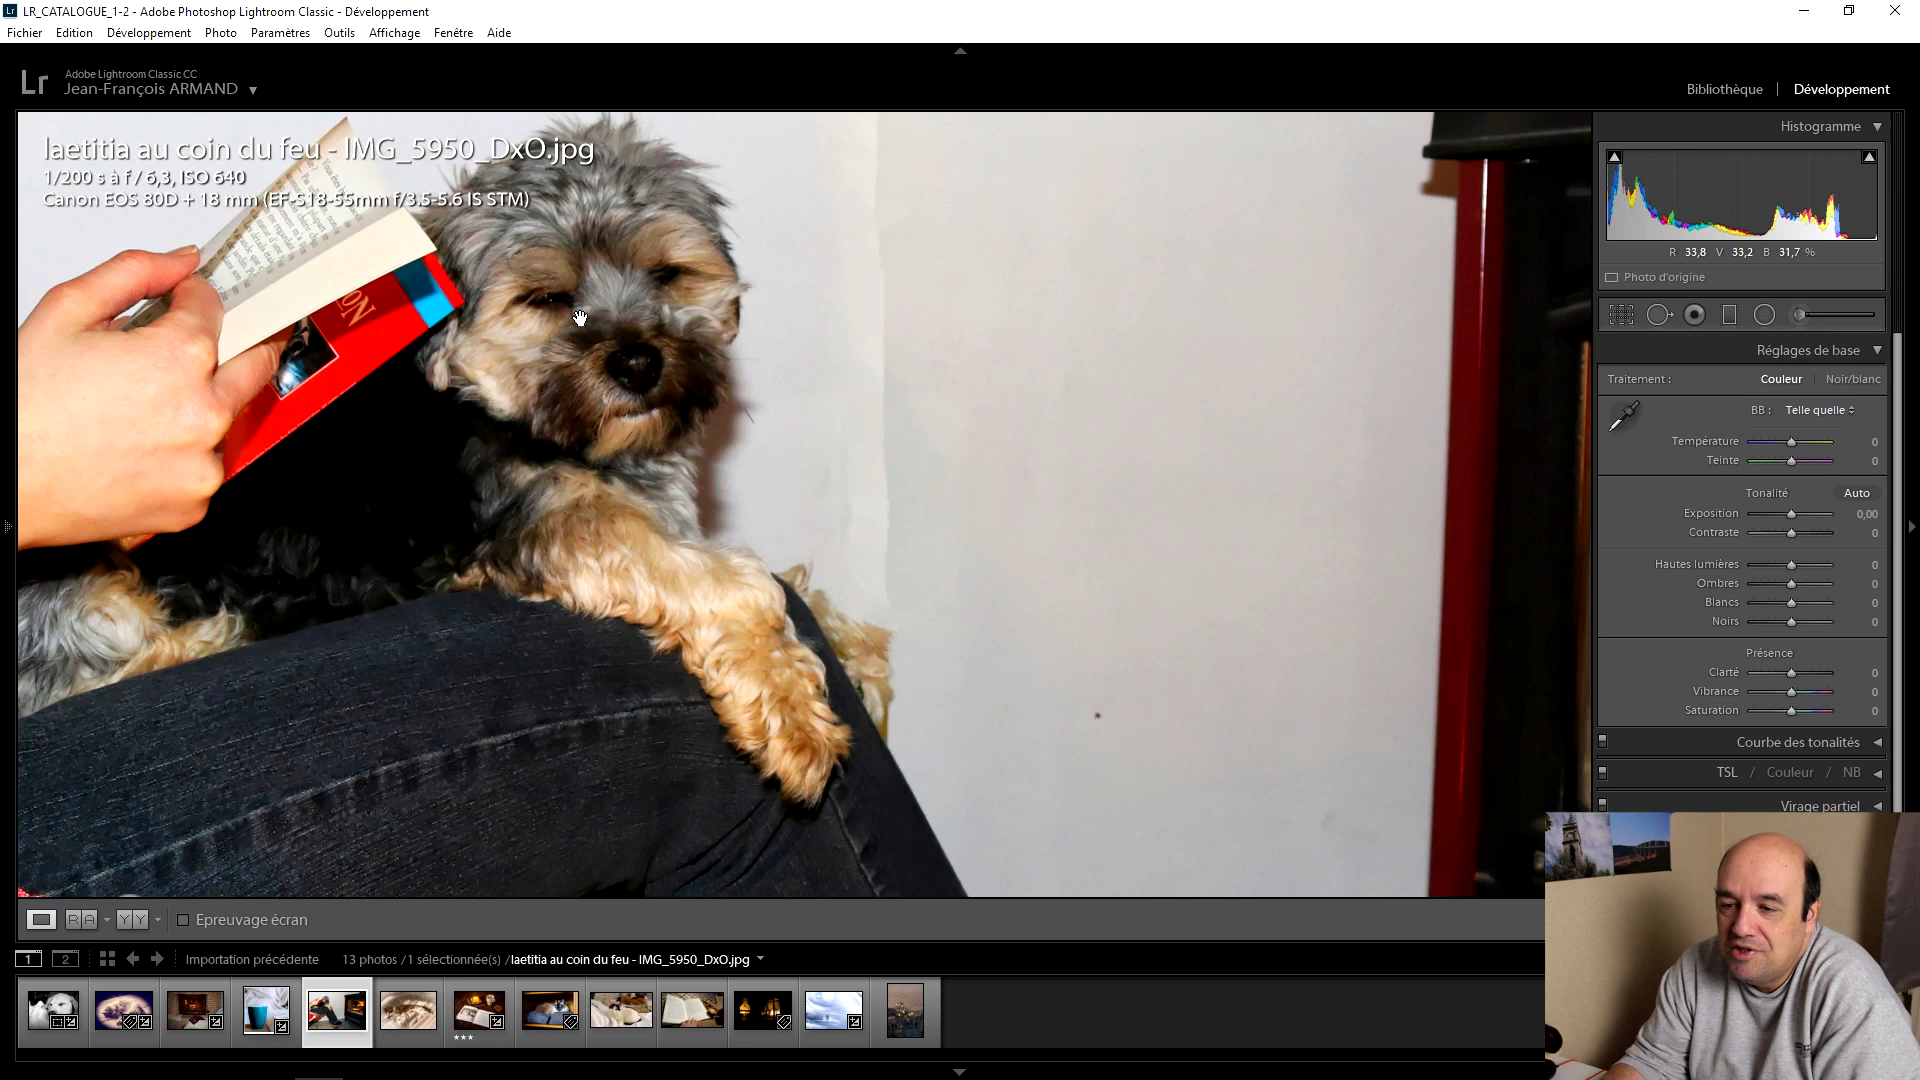 LR_CATALOGUE_1-2 - Adobe Photoshop Lightroom Classic - Développement
Fichier Edition Développement Photo Paramètres Outils Affichage Fenêtre Aide
Lr Adobe Lightroom Classic CC
Jean-François ARMAND
Bibliothèque | Développement
laetitia au coin du feu - IMG_5950_DxO.jpg
1/200 s à f / 6,3, ISO 640
Canon EOS 80D + 18 mm (EF-S18-55mm f/3.5-5.6 IS STM)
Histogramme
R 33,8 V 33,2 B 31,7 %
Photo d'origine
Réglages de base
Traitement : Couleur | Noir/blanc
BB : Telle quelle
Température 0
Teinte 0
Tonalité Auto
Exposition 0,00
Contraste 0
Hautes lumières 0
Ombres 0
Blancs 0
Noirs 0
Présence
Clarté 0
Vibrance 0
Saturation 0
Courbe des tonalités
TSL / Couleur / NB
Virage partiel
R A Y Y Epreuvage écran
1 2 Importation précédente 13 photos /1 sélectionnée(s) /laetitia au coin du feu - IMG_5950_DxO.jpg